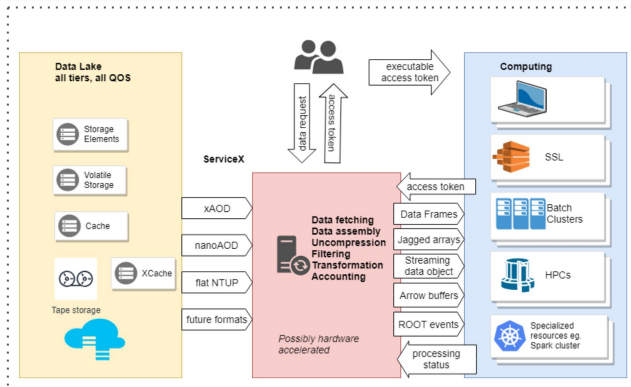 Data Lake
all tiers, all QOS
Storage
Elements
Volatile
Storage
Cache
XCache
Tape storage
ServiceX
xAOD
nanoAOD
flat NTUP
future formats
data request
access token
executable
access token
Data fetching
Data assembly
Uncompression
Filtering
Transformation
Accounting
Possibly hardware
accelerated
access token
Data Frames
Jagged arrays
Streaming
data object
Arrow buffers
ROOT events
processing
status
Computing
SSL
Batch
Clusters
HPCs
Specialized
resources eg.
Spark cluster